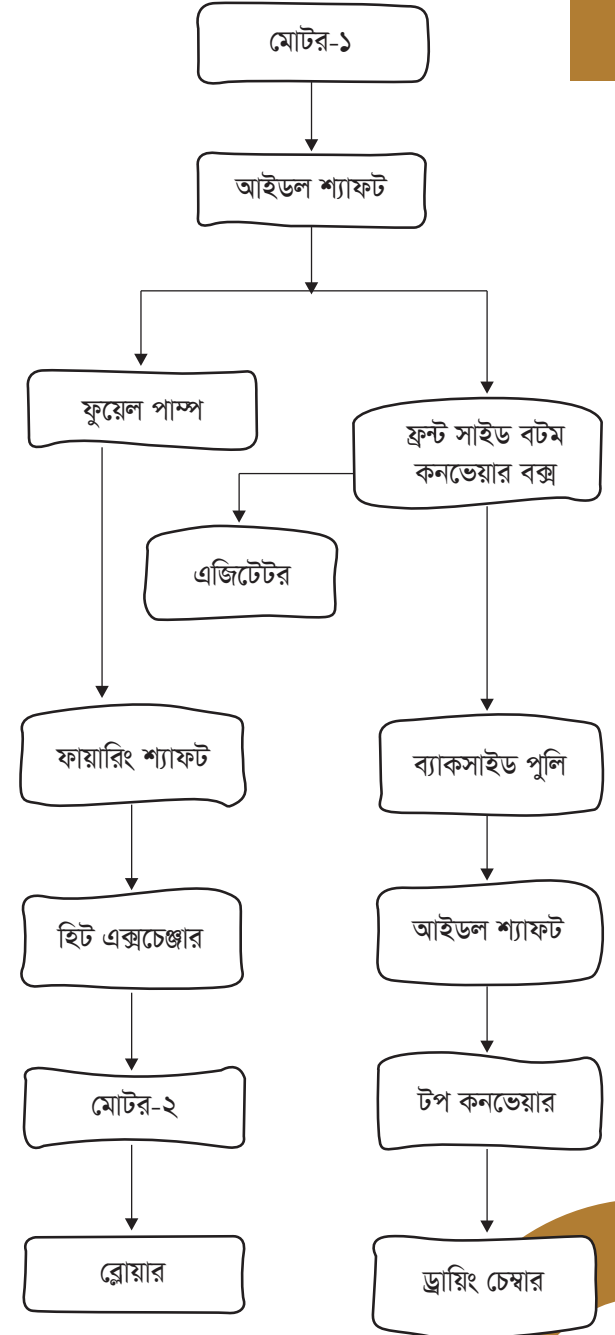 মোটর-১
আইডল শ্যাফট
ফুয়েল পাম্প
ফ্রন্ট সাইড বটম
কনভেয়ার বক্স
এজিটেটর
ফায়ারিং শ্যাফট
ব্যাকসাইড পুলি
হিট এক্সচেঞ্জার
আইডল শ্যাফট
মোটর-২
টপ কনভেয়ার
ব্লোয়ার
ড্রায়িং চেম্বার